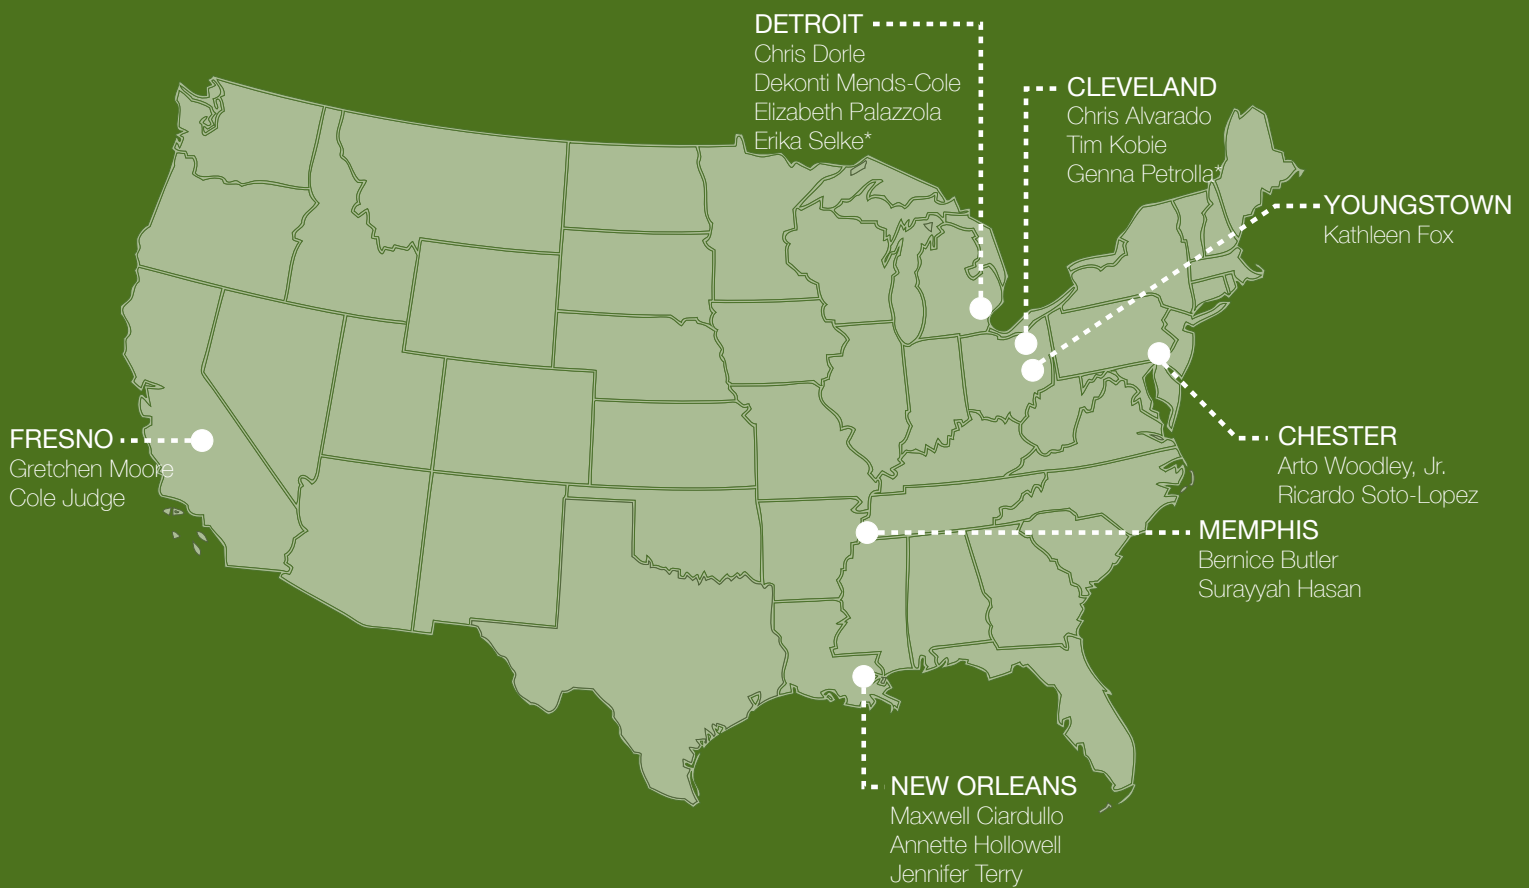 DETROIT
Chris Dorle
Dekonti Mends-Cole
Elizabeth Palazzola
Erika Selke*
CLEVELAND
Chris Alvarado
Tim Kobie
Genna Petrolla*
YOUNGSTOWN
Kathleen Fox
FRESNO
Gretchen Moore
Cole Judge
CHESTER
Arto Woodley, Jr.
Ricardo Soto-Lopez
MEMPHIS
Bernice Butler
Surayyah Hasan
NEW ORLEANS
Maxwell Ciardullo
Annette Hollowell
Jennifer Terry